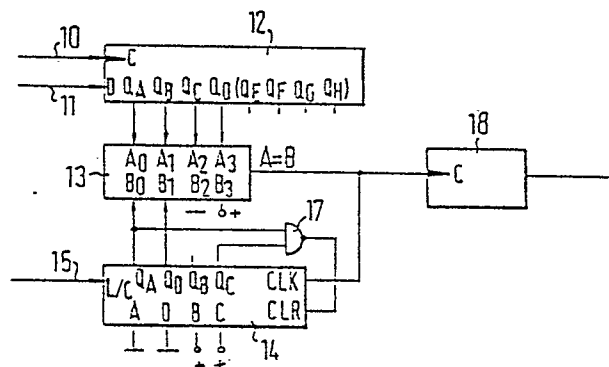 10
12
C
11
D QA QB QC QD (QE QF QG QH)
13
A0 A1 A2 A3
A=B
18
B0 B1 B2 B3
C
— +
17
15
L/C QA QD QB QC CLK
A D B C CLR
14
+ +